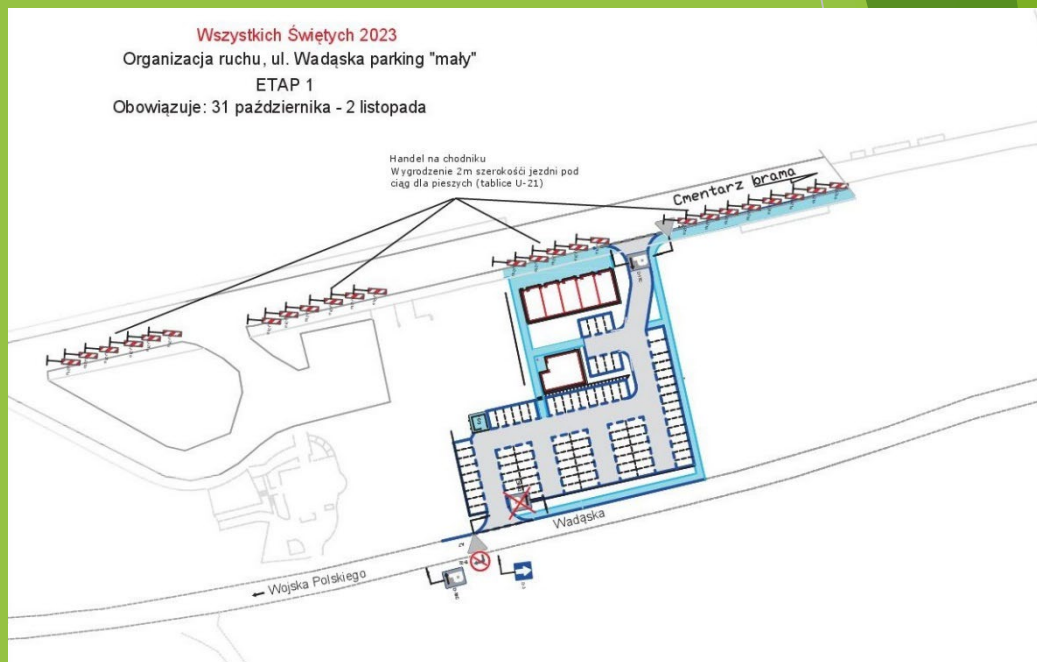 Wszystkich Świętych 2023
Organizacja ruchu, ul. Wadąska parking "mały"
ETAP 1
Obowiązuje: 31 października - 2 listopada
Handel na chodniku
Wygrodzenie 2m szerokośći jezdni pod
ciąg dla pieszych (tablice U-21)
Cmentarz brama
Wadąska
Wojska Polskiego